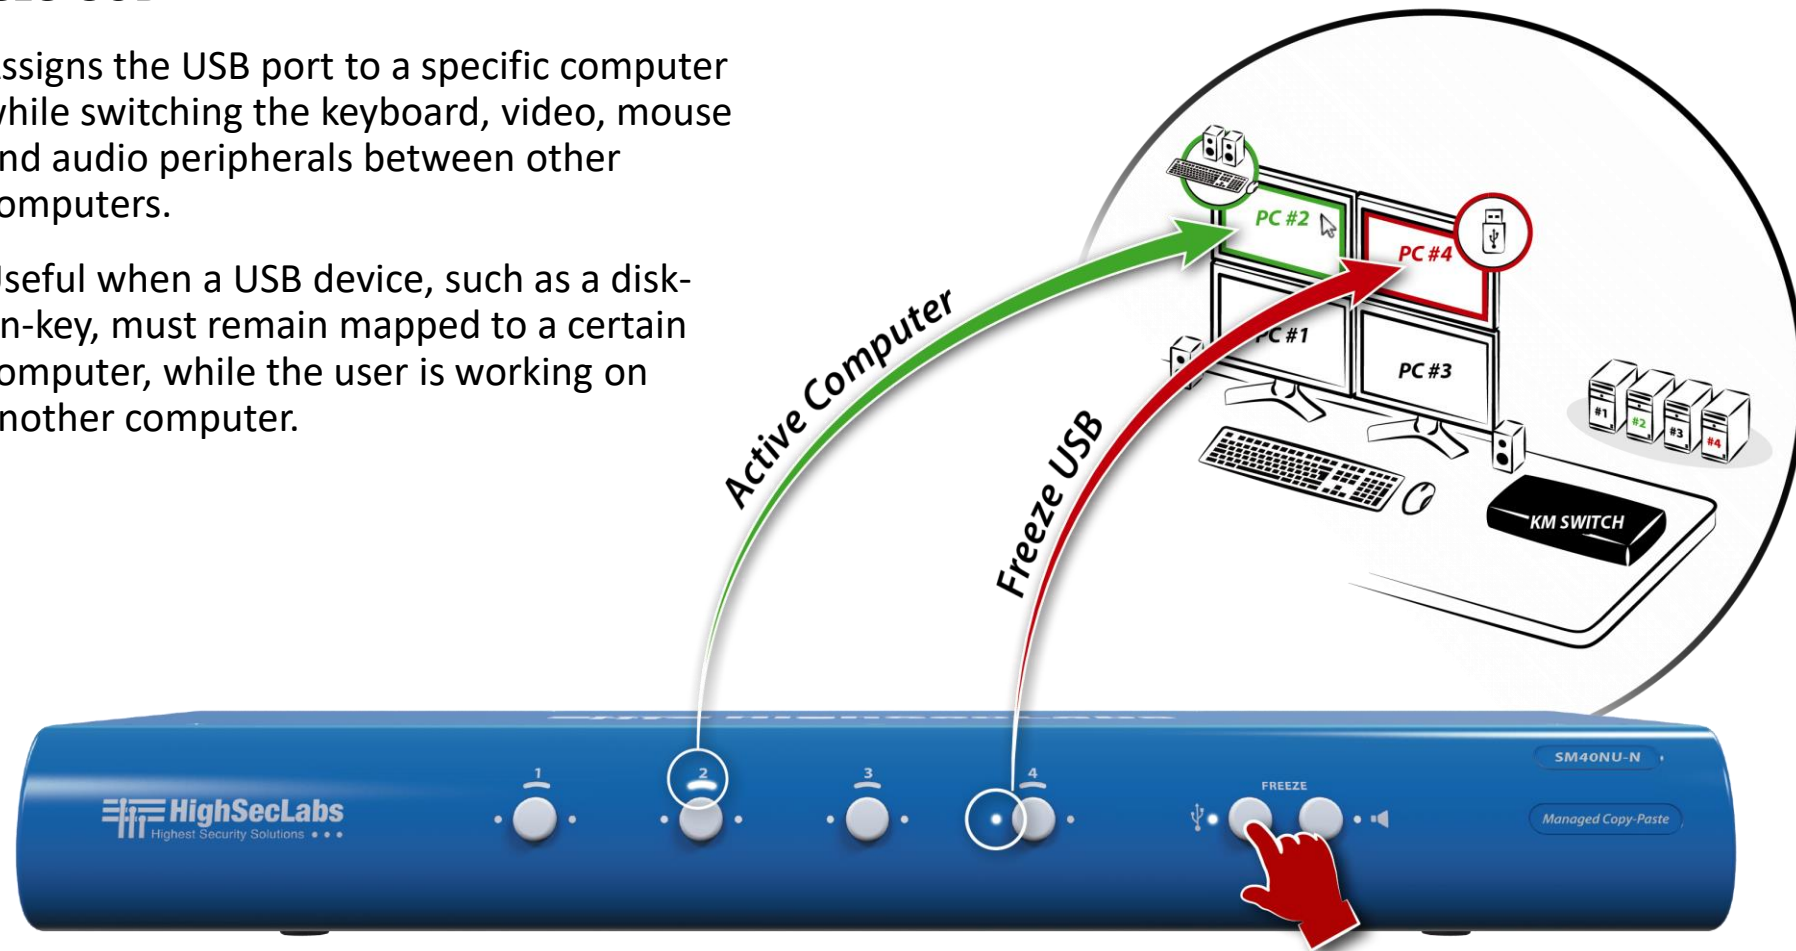 ssigns the USB port to a specific computer
while switching the keyboard, video, mouse
nd audio peripherals between other
omputers.
Useful when a USB device, such as a disk-
n-key, must remain mapped to a certain
omputer, while the user is working on
nother computer.
PC #2
PC #4
PC #1
PC #3
#1
#2
#3
#4
KM SWITCH
Active Computer
Freeze USB
HighSecLabs
Highest Security Solutions
1
2
3
4
FREEZE
SM40NU-N
Managed Copy-Paste